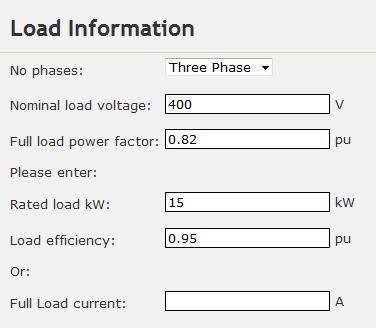 Load Information
No phases: Three Phase
Nominal load voltage: 400 V
Full load power factor: 0.82 pu
Please enter:
Rated load kW: 15 kW
Load efficiency: 0.95 pu
Or:
Full Load current: A